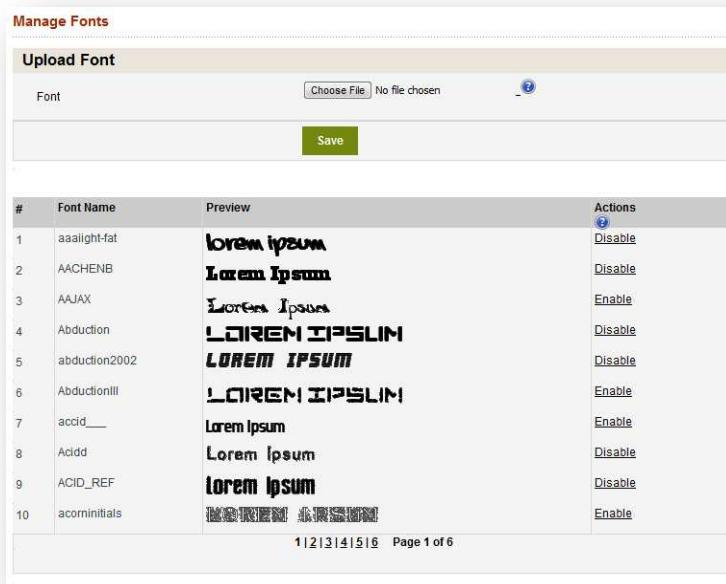 Manage Fonts
Upload Font
Font Choose File No file chosen ?
Save
# Font Name Preview Actions
?
1 aaaiight-fat lorem ipsum Disable
2 AACHENB Lorem Ipsum Disable
3 AAJAX Lorem Ipsum Enable
4 Abduction LOREM IPSUM Disable
5 abduction2002 LOREM IPSUM Disable
6 AbductionIII LOREM IPSUM Enable
7 accid___ Lorem Ipsum Enable
8 Acidd Lorem Ipsum Disable
9 ACID_REF lorem Ipsum Disable
10 acorninitials LOREM IPSUM Enable
1 | 2 | 3 | 4 | 5 | 6 Page 1 of 6